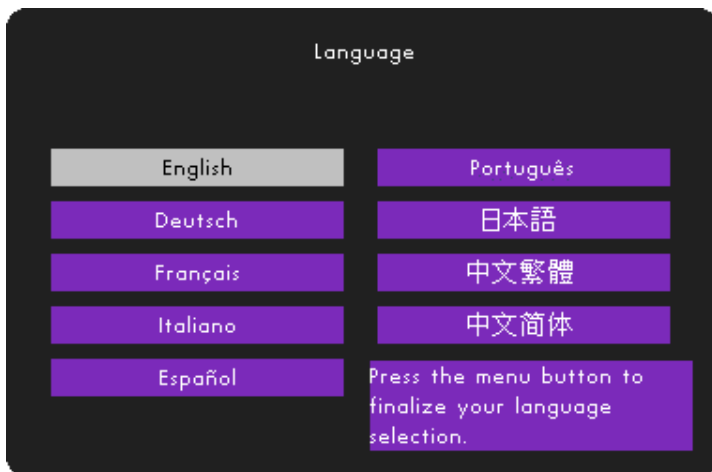 Language
English
Deutsch
Français
Italiano
Español
Português
日本語
中文繁體
中文简体
Press the menu button to
finalize your language
selection.